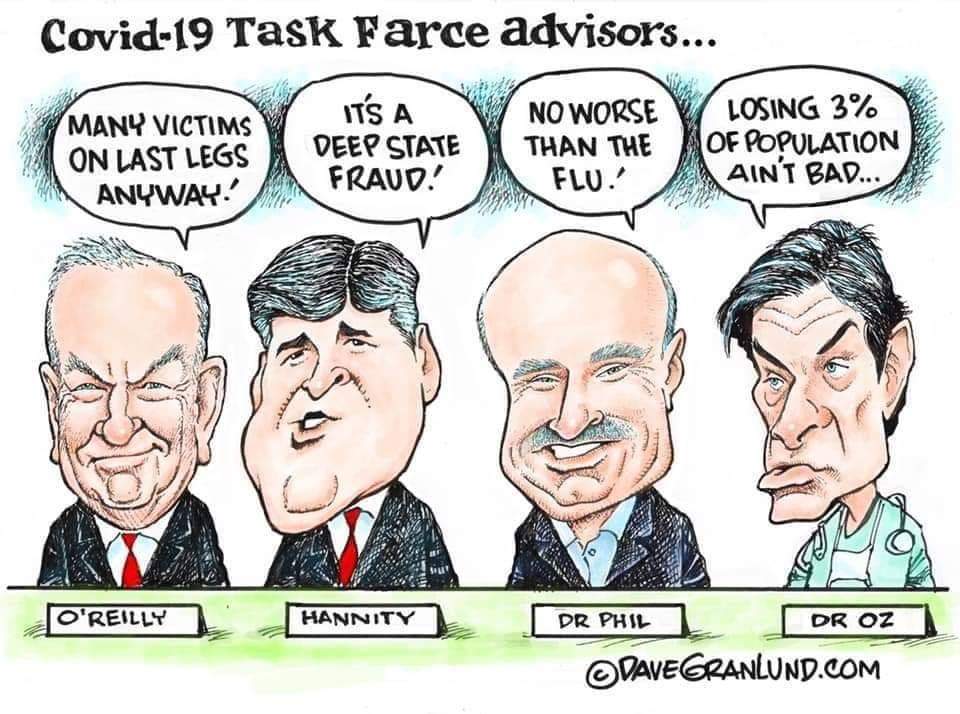 Covid-19 Task Farce advisors...
MANY VICTIMS
ON LAST LEGS
ANYWAY!
IT'S A
DEEP STATE
FRAUD!
NO WORSE
THAN THE
FLU!
LOSING 3%
OF POPULATION
AIN'T BAD...
O'REILLY
HANNITY
DR PHIL
DR OZ
©DAVEGRANLUND.COM